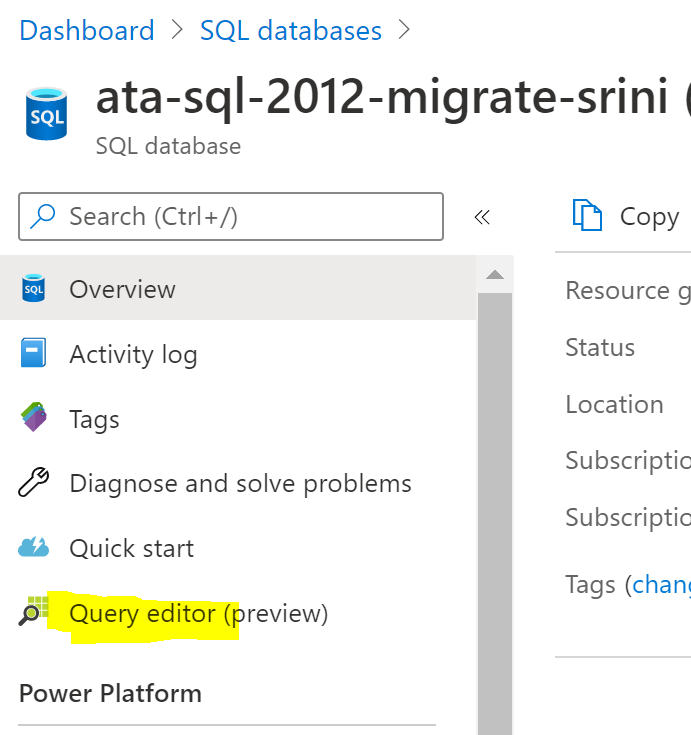 Dashboard > SQL databases >
ata-sql-2012-migrate-srini (
SQL
SQL database
Search (Ctrl+/)
«
Copy
SQL
Overview
Resource g
Activity log
Status
Tags
Location
Diagnose and solve problems
Subscriptio
Quick start
Subscriptio
Tags (chang
Query editor (preview)
Power Platform